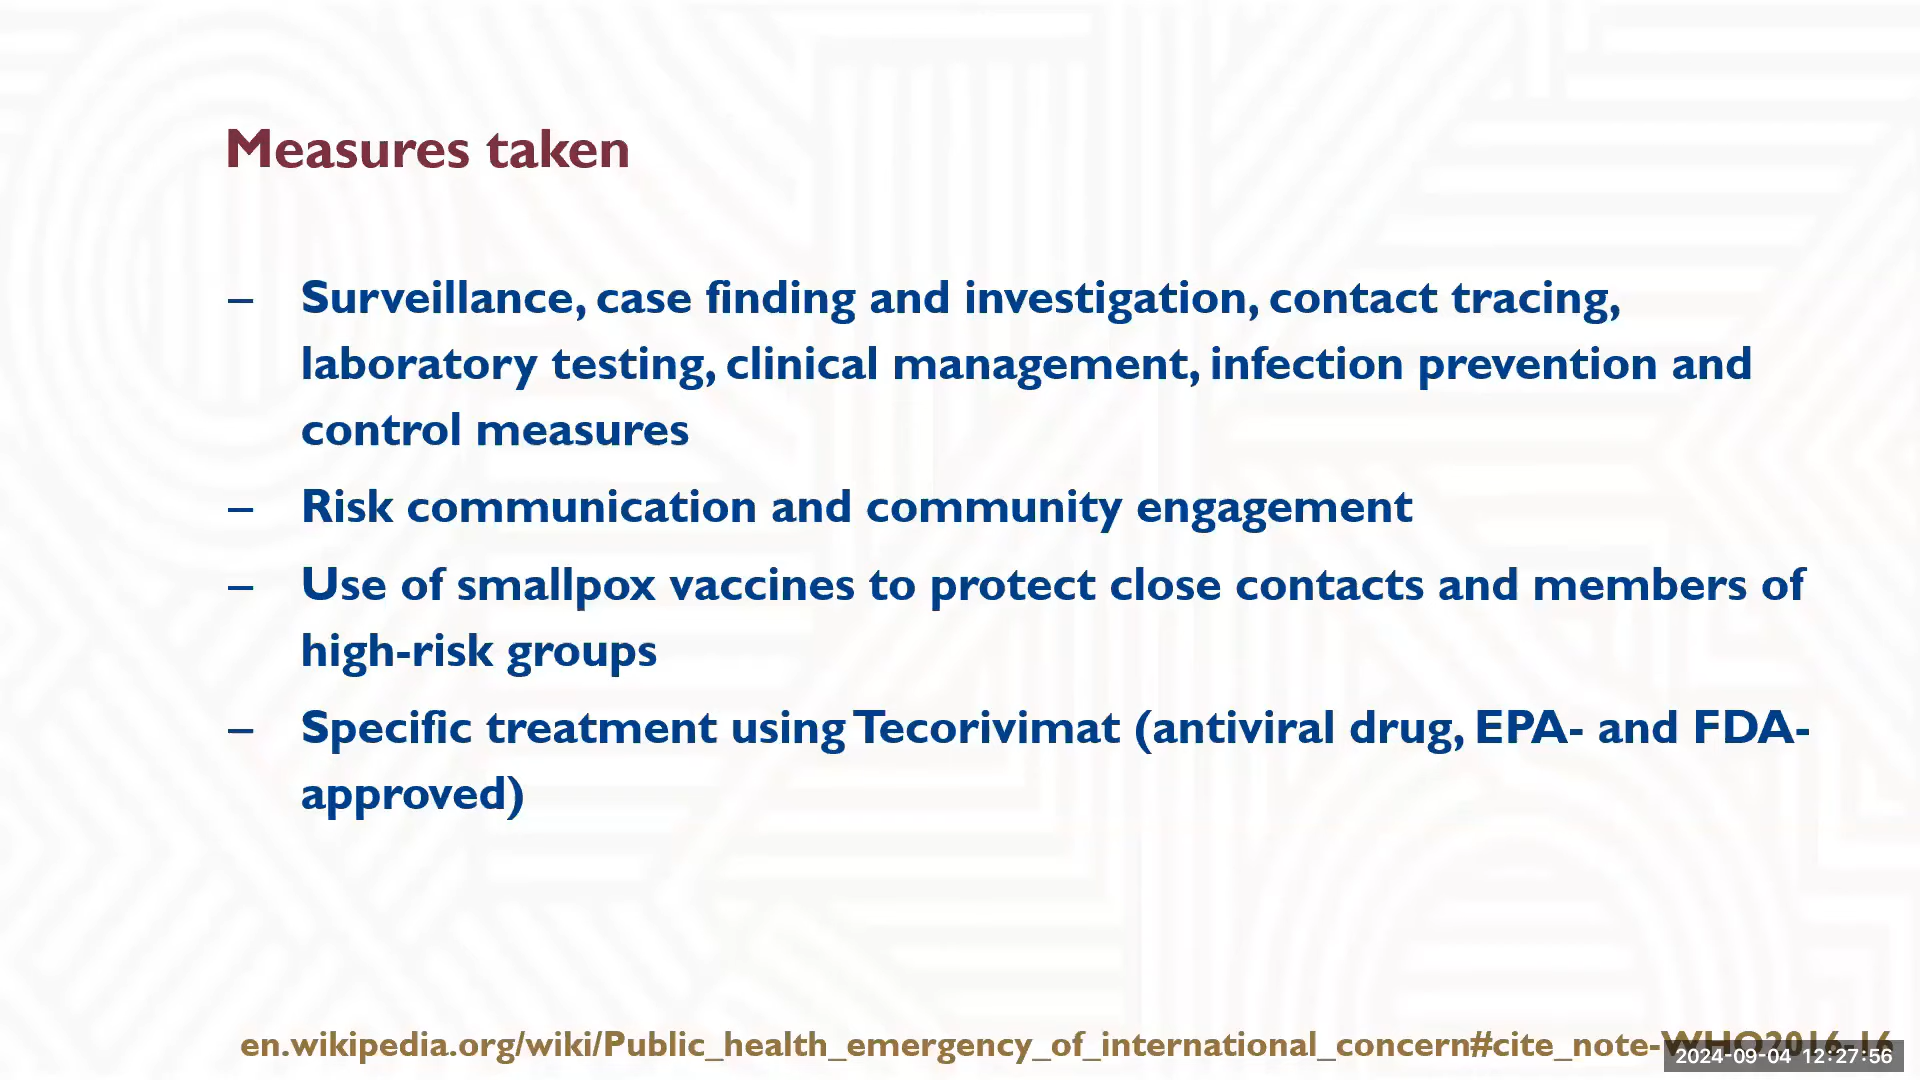 Measures taken
– Surveillance, case finding and investigation, contact tracing,
laboratory testing, clinical management, infection prevention and
control measures
– Risk communication and community engagement
– Use of smallpox vaccines to protect close contacts and members of
high-risk groups
– Specific treatment using Tecorivimat (antiviral drug, EPA- and FDA-
approved)
en.wikipedia.org/wiki/Public_health_emergency_of_international_concern#cite_note-WHO2016-16
2024-09-04 12:27:56